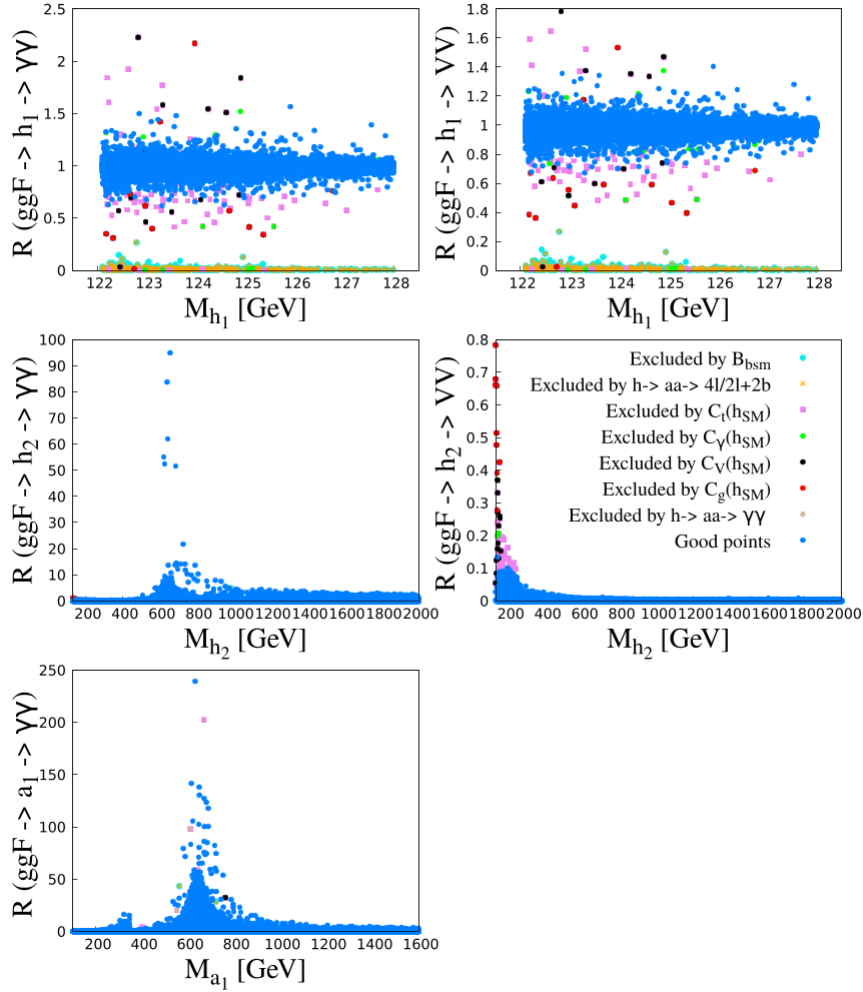 R (ggF -> h1 -> γγ)
2.5
2
1.5
1
0.5
0
122 123 124 125 126 127 128
Mh1 [GeV]
R (ggF -> h1 -> VV)
1.8
1.6
1.4
1.2
1
0.8
0.6
0.4
0.2
0
122 123 124 125 126 127 128
Mh1 [GeV]
R (ggF -> h2 -> γγ)
100
90
80
70
60
50
40
30
20
10
0
200 400 600 800 1000 1200 1400 1600 1800 2000
Mh2 [GeV]
R (ggF -> h2 -> VV)
0.8
0.7
0.6
0.5
0.4
0.3
0.2
0.1
0
200 400 600 800 1000 1200 1400 1600 1800 2000
Mh2 [GeV]
Excluded by Bbsm
Excluded by h-> aa-> 4l/2l+2b
Excluded by Ct(hSM)
Excluded by Cγ(hSM)
Excluded by CV(hSM)
Excluded by Cg(hSM)
Excluded by h-> aa-> γγ
Good points
R (ggF -> a1 -> γγ)
250
200
150
100
50
0
200 400 600 800 1000 1200 1400 1600
Ma1 [GeV]